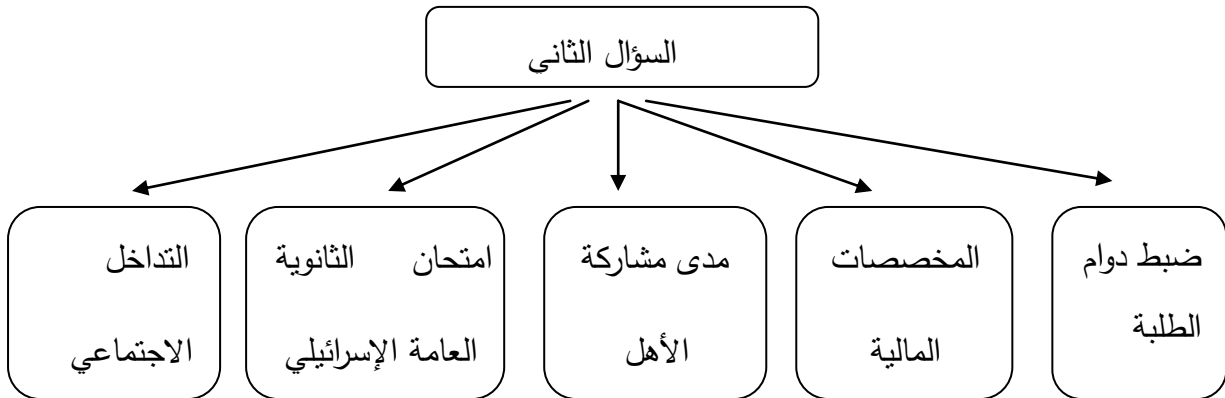 السؤال الثاني
ضبط دوام
الطلبة
المخصصات
المالية
مدى مشاركة
الأهل
امتحان الثانوية
العامة الإسرائيلي
التداخل
الاجتماعي